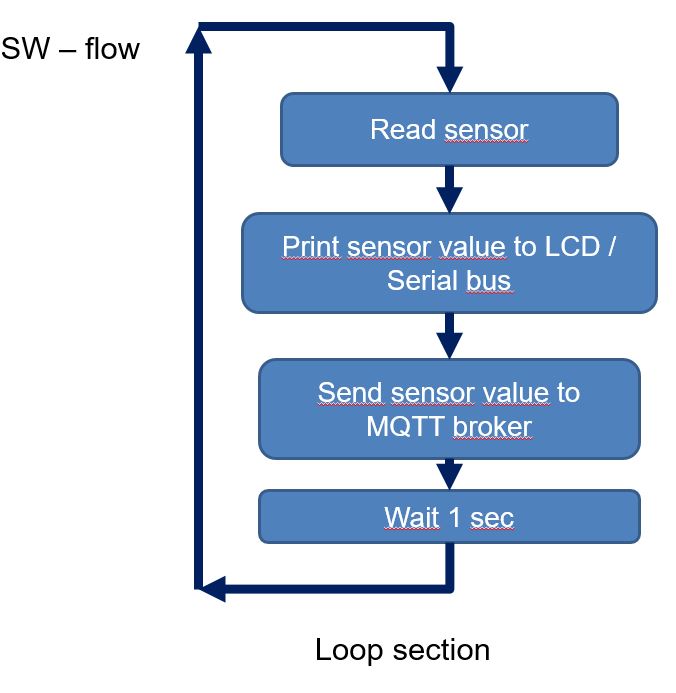 SW – flow
Read sensor
Print sensor value to LCD /
Serial bus
Send sensor value to
MQTT broker
Wait 1 sec
Loop section